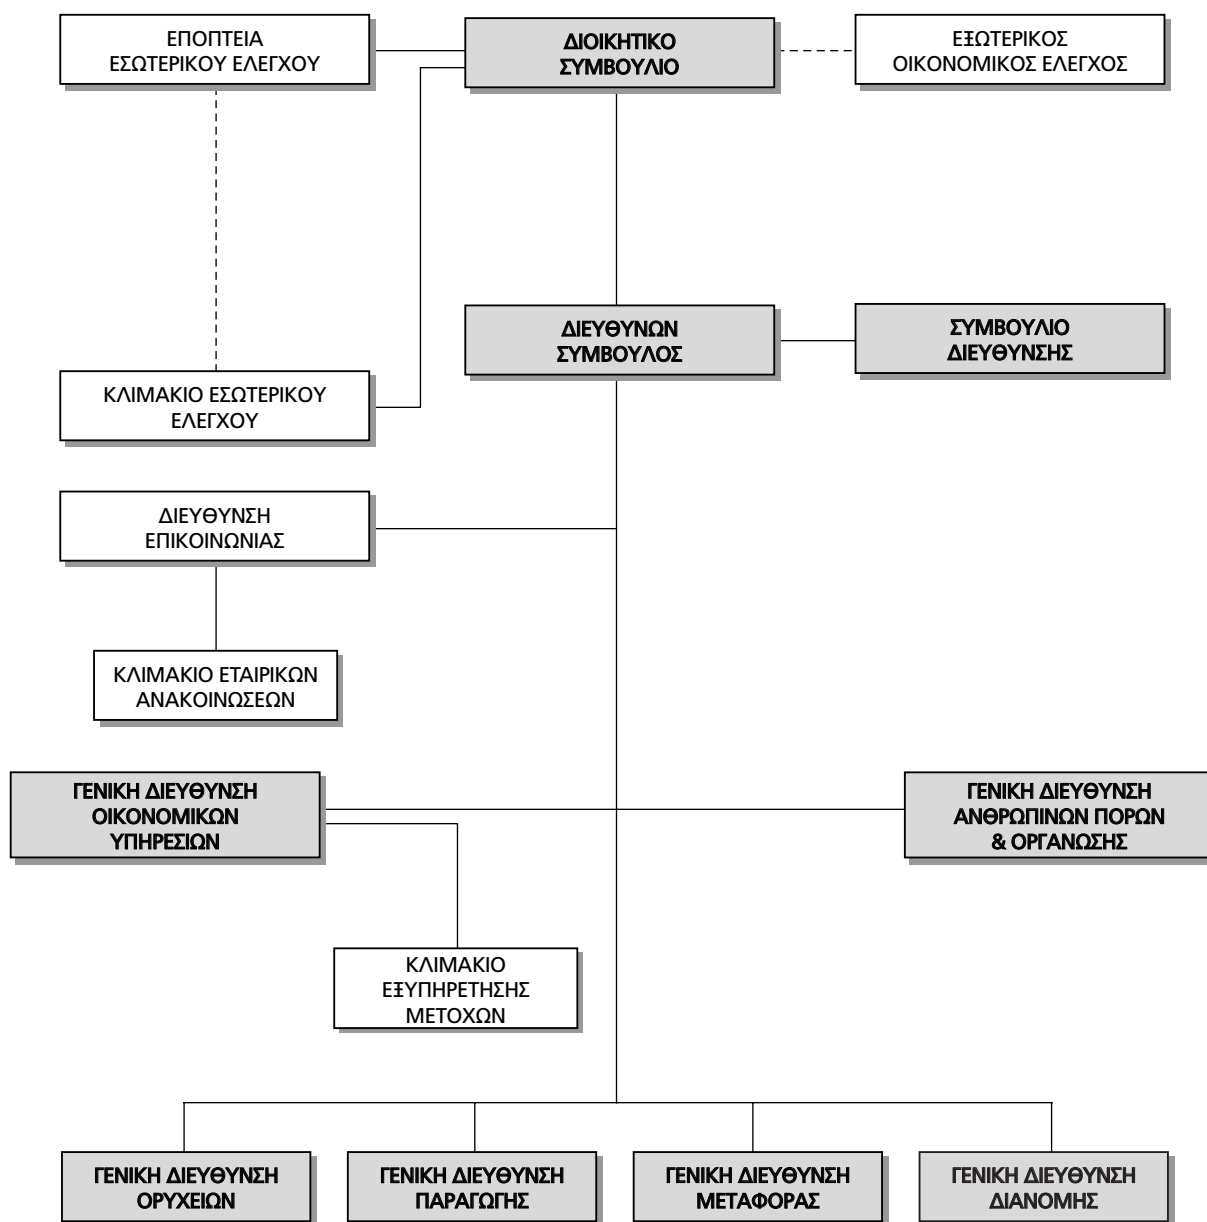 ΕΠΟΠΤΕΙΑ
ΕΣΩΤΕΡΙΚΟΥ ΕΛΕΓΧΟΥ
ΔΙΟΙΚΗΤΙΚΟ
ΣΥΜΒΟΥΛΙΟ
ΕΞΩΤΕΡΙΚΟΣ
ΟΙΚΟΝΟΜΙΚΟΣ ΕΛΕΓΧΟΣ
ΔΙΕΥΘΥΝΩΝ
ΣΥΜΒΟΥΛΟΣ
ΣΥΜΒΟΥΛΙΟ
ΔΙΕΥΘΥΝΣΗΣ
ΚΛΙΜΑΚΙΟ ΕΣΩΤΕΡΙΚΟΥ
ΕΛΕΓΧΟΥ
ΔΙΕΥΘΥΝΣΗ
ΕΠΙΚΟΙΝΩΝΙΑΣ
ΚΛΙΜΑΚΙΟ ΕΤΑΙΡΙΚΩΝ
ΑΝΑΚΟΙΝΩΣΕΩΝ
ΓΕΝΙΚΗ ΔΙΕΥΘΥΝΣΗ
ΟΙΚΟΝΟΜΙΚΩΝ
ΥΠΗΡΕΣΙΩΝ
ΓΕΝΙΚΗ ΔΙΕΥΘΥΝΣΗ
ΑΝΘΡΩΠΙΝΩΝ ΠΟΡΩΝ
& ΟΡΓΑΝΩΣΗΣ
ΚΛΙΜΑΚΙΟ
ΕΞΥΠΗΡΕΤΗΣΗΣ
ΜΕΤΟΧΩΝ
ΓΕΝΙΚΗ ΔΙΕΥΘΥΝΣΗ
ΟΡΥΧΕΙΩΝ
ΓΕΝΙΚΗ ΔΙΕΥΘΥΝΣΗ
ΠΑΡΑΓΩΓΗΣ
ΓΕΝΙΚΗ ΔΙΕΥΘΥΝΣΗ
ΜΕΤΑΦΟΡΑΣ
ΓΕΝΙΚΗ ΔΙΕΥΘΥΝΣΗ
ΔΙΑΝΟΜΗΣ